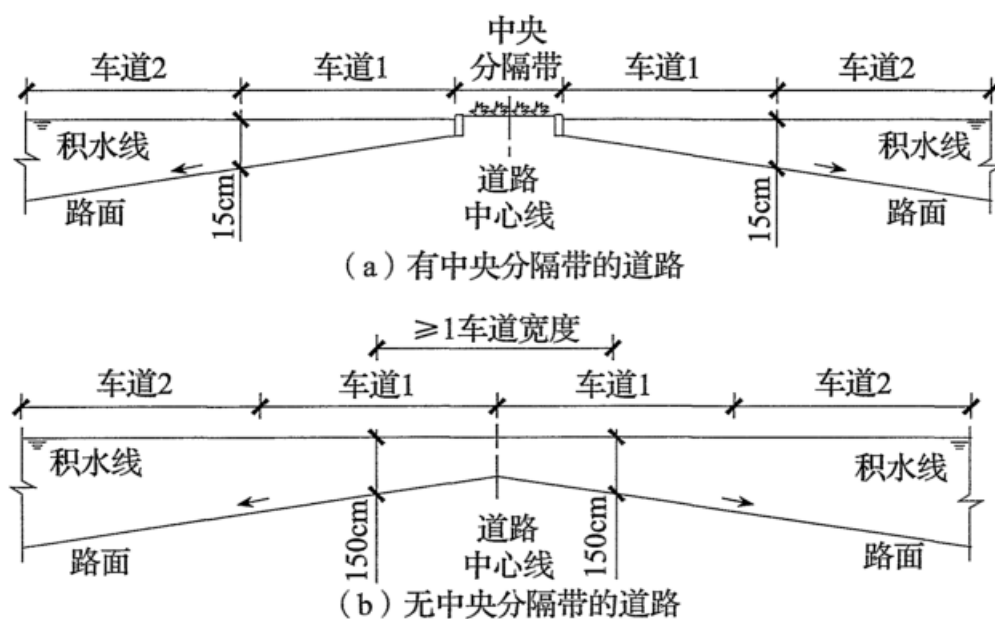 中央
分隔带
车道2 车道1 车道1 车道2
积水线 积水线
路面 15cm 道路 15cm 路面
中心线
（a）有中央分隔带的道路
≥1车道宽度
车道2 车道1 车道1 车道2
积水线 积水线
路面 150cm 道路 150cm 路面
中心线
（b）无中央分隔带的道路